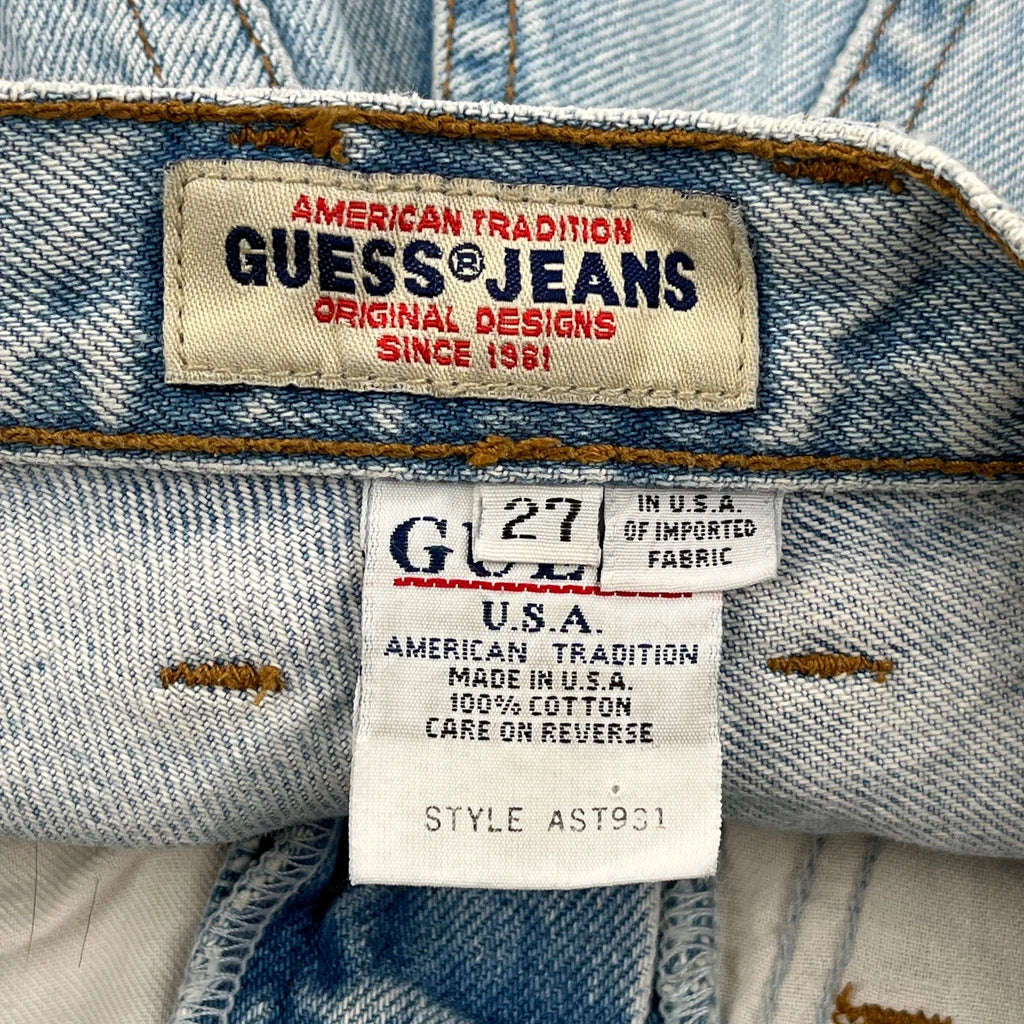 AMERICAN TRADITION
GUESS® JEANS
ORIGINAL DESIGNS
SINCE 1981
27
IN U.S.A.
OF IMPORTED
FABRIC
U.S.A.
AMERICAN TRADITION
MADE IN U.S.A.
100% COTTON
CARE ON REVERSE
STYLE AST931